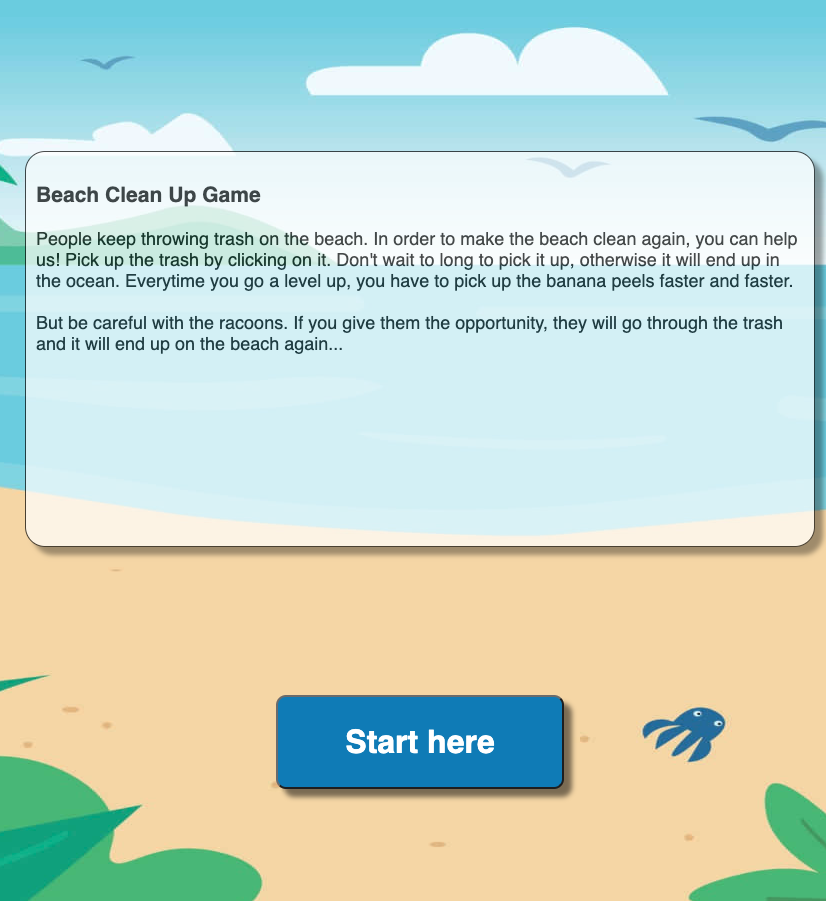 Beach Clean Up Game
People keep throwing trash on the beach. In order to make the beach clean again, you can help
us! Pick up the trash by clicking on it. Don't wait to long to pick it up, otherwise it will end up in
the ocean. Everytime you go a level up, you have to pick up the banana peels faster and faster.
But be careful with the racoons. If you give them the opportunity, they will go through the trash
and it will end up on the beach again...
Start here